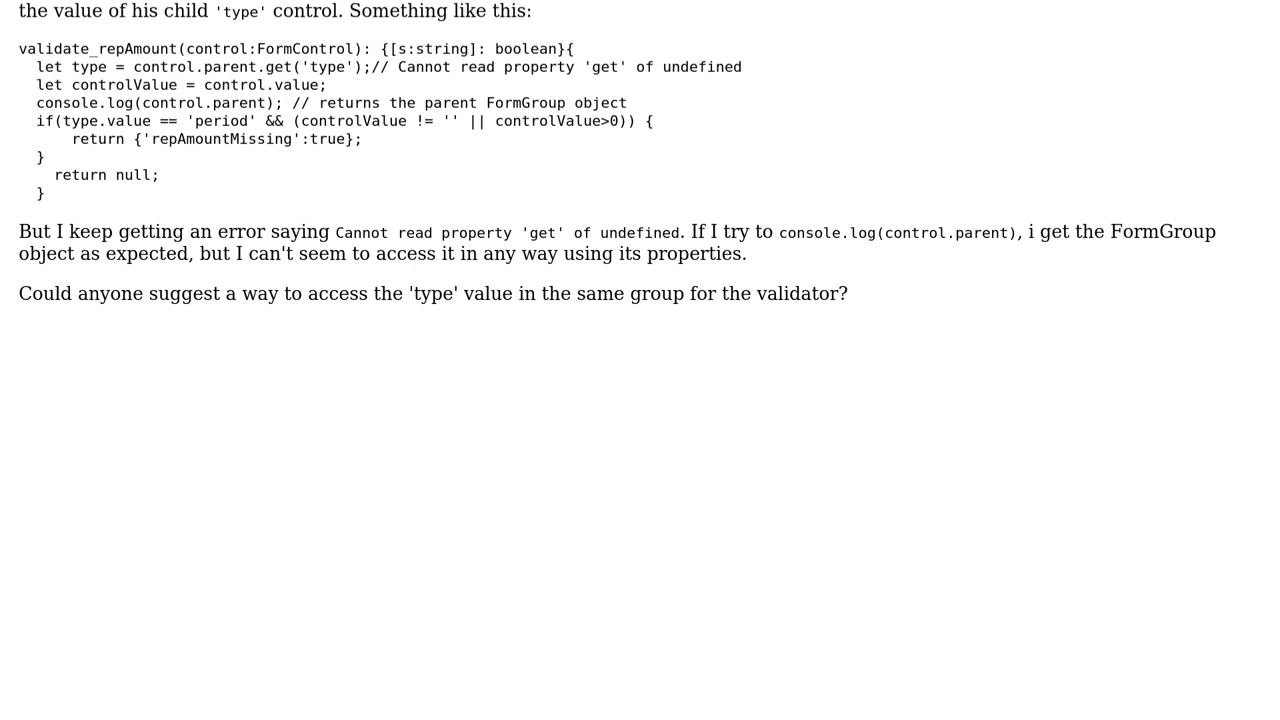 the value of his child 'type' control. Something like this:
validate_repAmount(control:FormControl): {[s:string]: boolean}{
  let type = control.parent.get('type');// Cannot read property 'get' of undefined
  let controlValue = control.value;
  console.log(control.parent); // returns the parent FormGroup object
  if(type.value == 'period' && (controlValue != '' || controlValue>0)) {
      return {'repAmountMissing':true};
  }
    return null;
  }
But I keep getting an error saying Cannot read property 'get' of undefined. If I try to console.log(control.parent), i get the FormGroup
object as expected, but I can't seem to access it in any way using its properties.
Could anyone suggest a way to access the 'type' value in the same group for the validator?